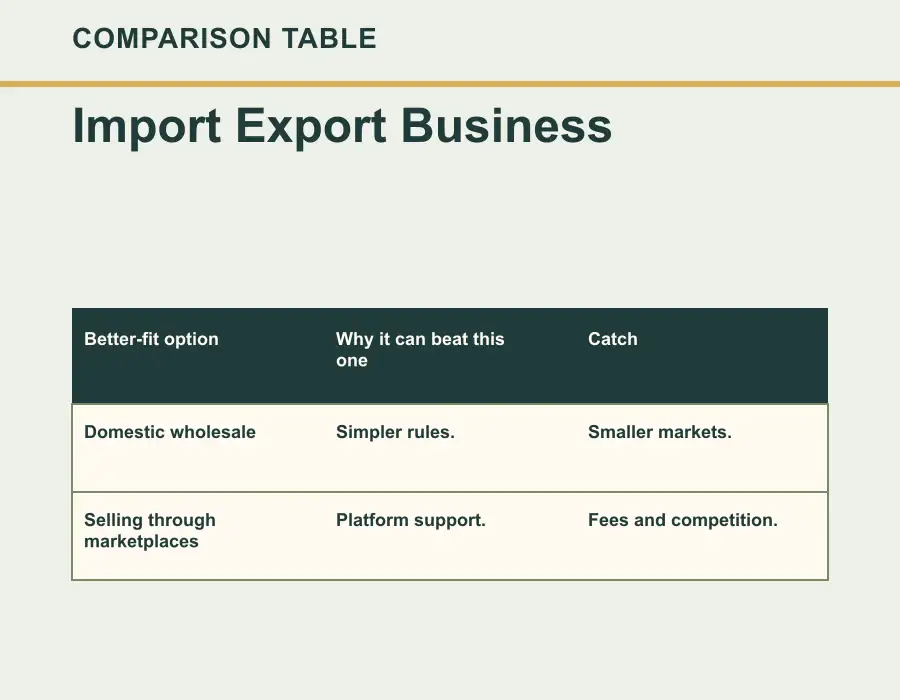 COMPARISON TABLE
Import Export Business
Better-fit option
Why it can beat this
one
Catch
Domestic wholesale
Simpler rules.
Smaller markets.
Selling through
marketplaces
Platform support.
Fees and competition.